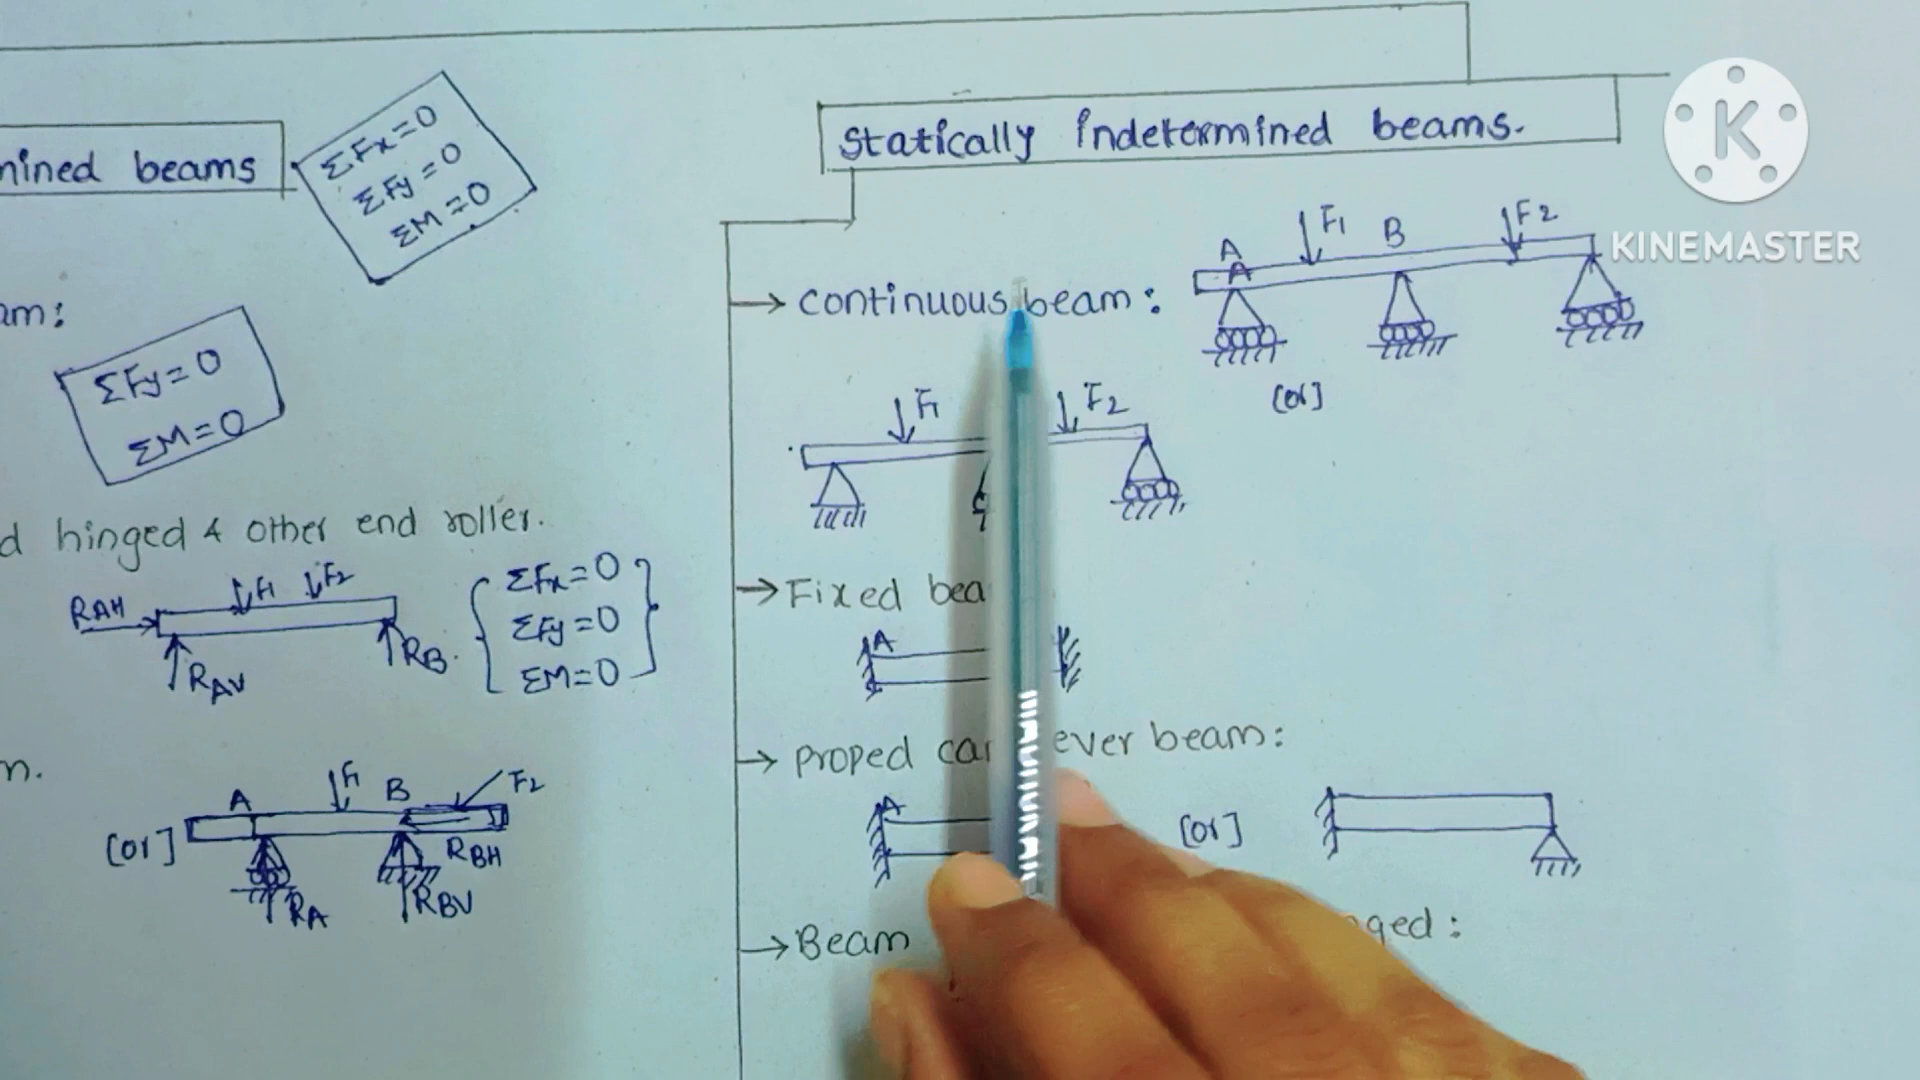 mined beams
ΣFx=0
ΣFy=0
ΣM=0
am:
ΣFy=0
ΣM=0
d hinged & other end roller.
RAH
F1
F2
RAV
RB.
ΣFx=0
ΣFy=0
ΣM=0
n.
[or]
A
F1
B
F2
RBH
RA
RBV
Statically indetermined beams.
→ continuous beam:
A
A
F1
B
F2
[or]
F1
F2
→ Fixed bea
A
→ Proped ca ever beam:
A
[or]
→ Beam ged:
K
KINEMASTER